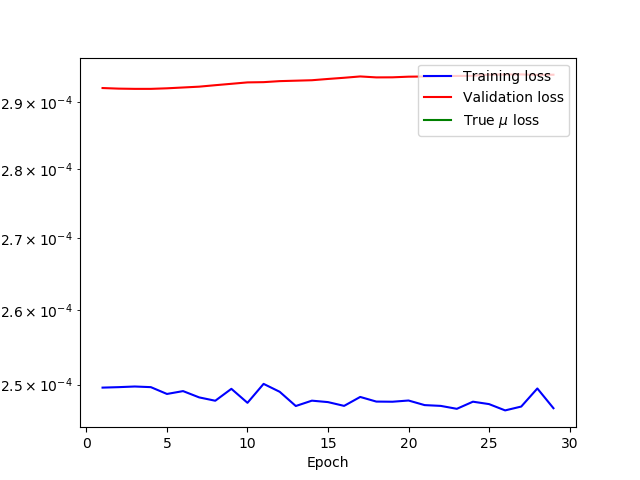 Training loss
Validation loss
True μ loss
2.9 × 10⁻⁴
2.8 × 10⁻⁴
2.7 × 10⁻⁴
2.6 × 10⁻⁴
2.5 × 10⁻⁴
0 5 10 15 20 25 30
Epoch